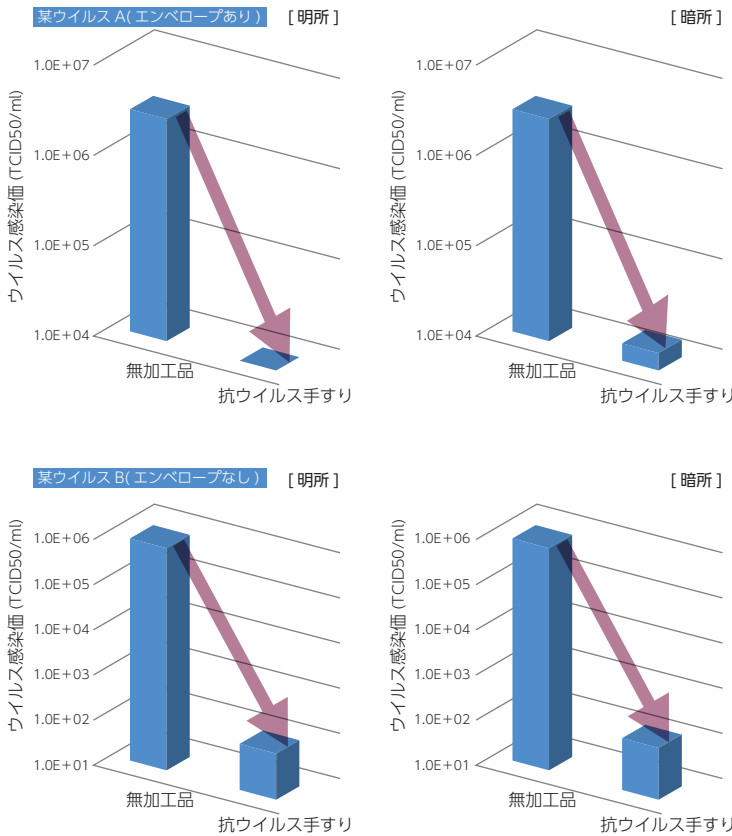 某ウイルス A( エンベロープあり )
[ 明所 ]
ウイルス感染価 (TCID50/ml)
1.0E+07
1.0E+06
1.0E+05
1.0E+04
無加工品
抗ウイルス手すり
[ 暗所 ]
ウイルス感染価 (TCID50/ml)
1.0E+07
1.0E+06
1.0E+05
1.0E+04
無加工品
抗ウイルス手すり
某ウイルス B( エンベロープなし )
[ 明所 ]
ウイルス感染価 (TCID50/ml)
1.0E+06
1.0E+05
1.0E+04
1.0E+03
1.0E+02
1.0E+01
無加工品
抗ウイルス手すり
[ 暗所 ]
ウイルス感染価 (TCID50/ml)
1.0E+06
1.0E+05
1.0E+04
1.0E+03
1.0E+02
1.0E+01
無加工品
抗ウイルス手すり